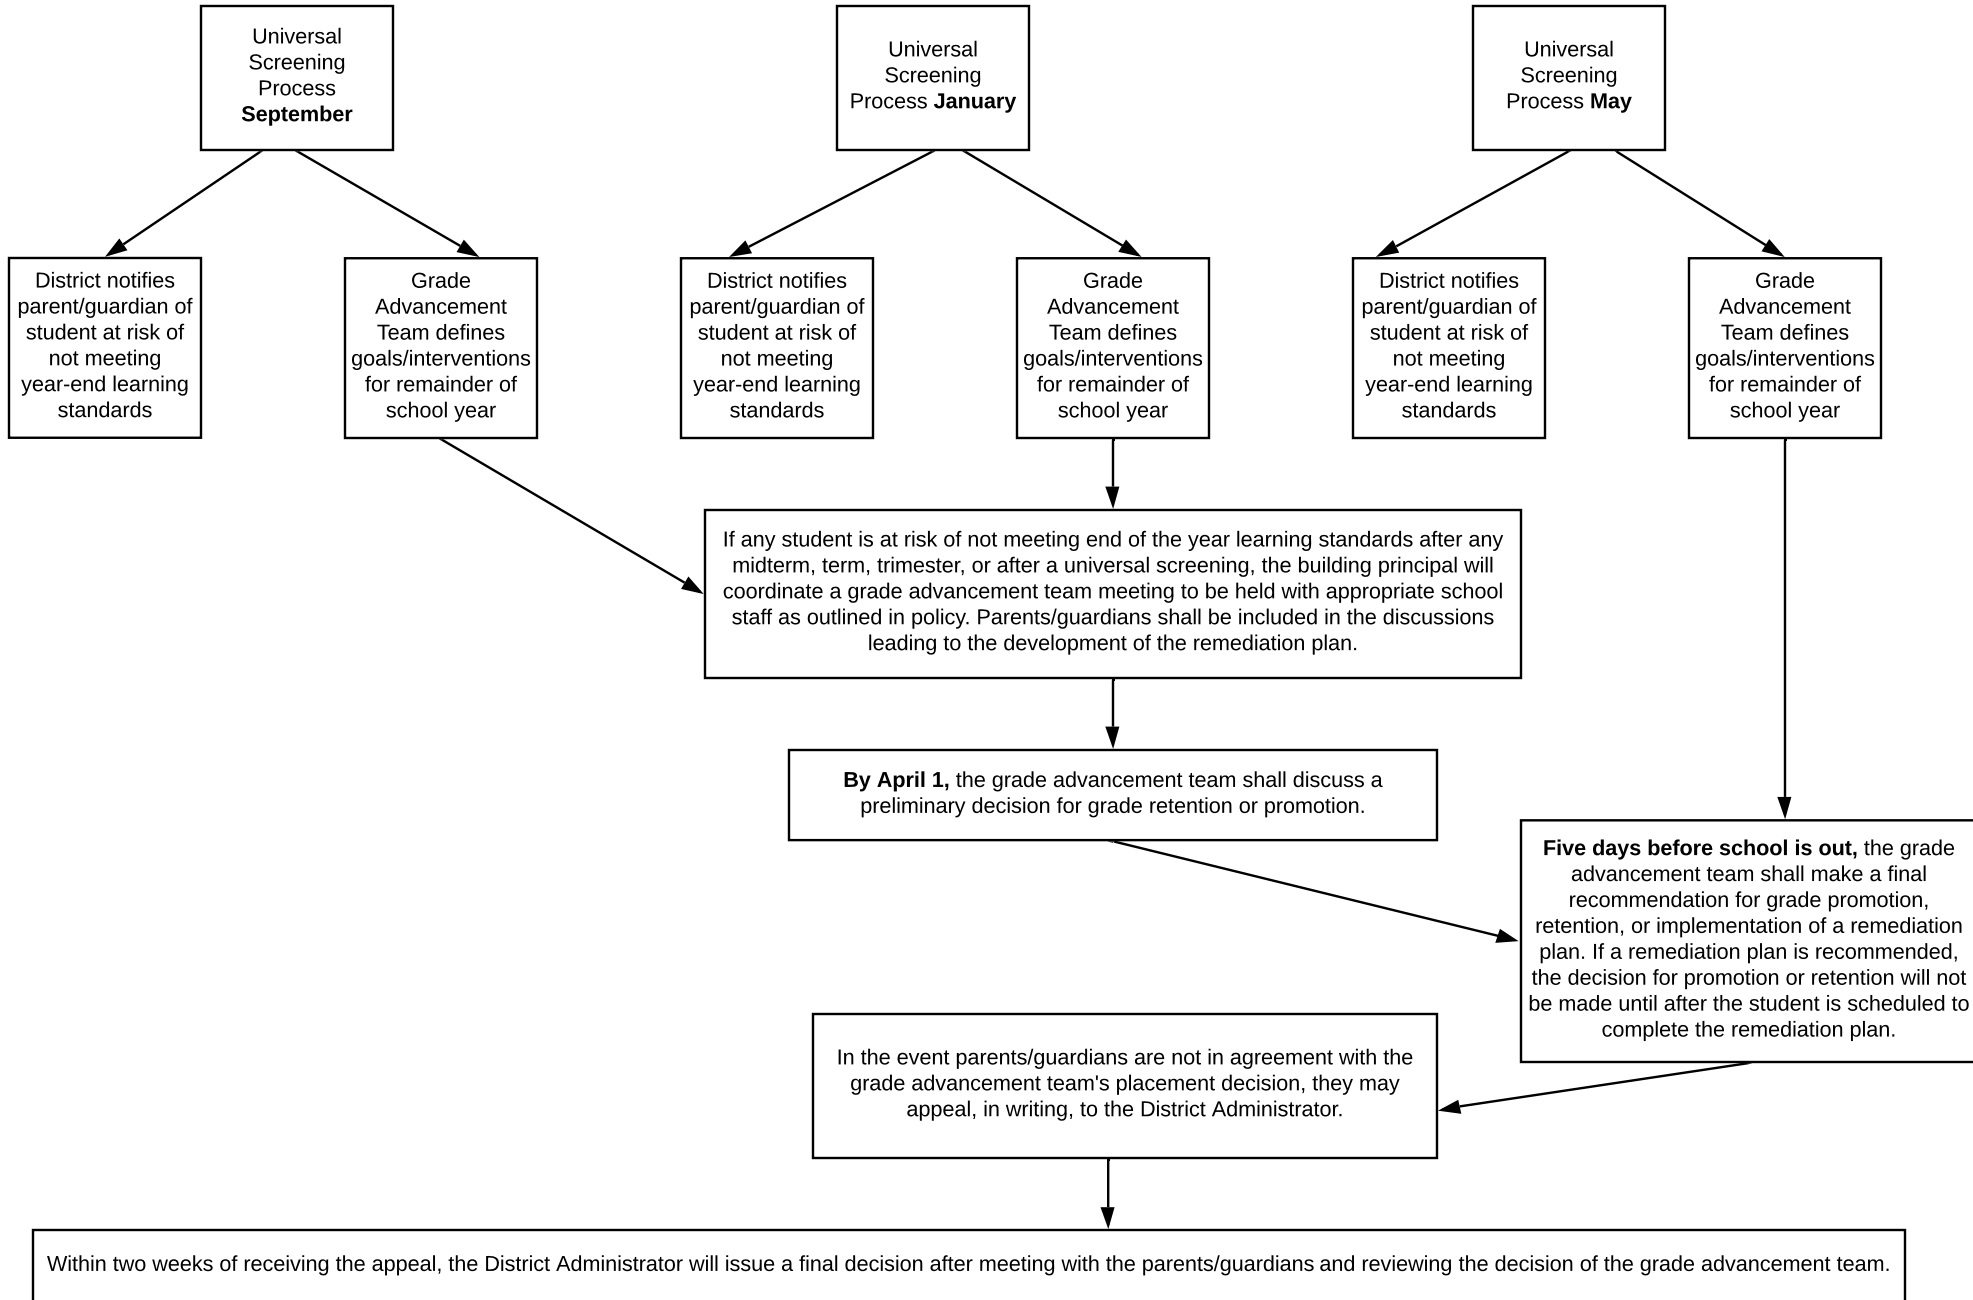 Universal
Screening
Process
September
Universal
Screening
Process January
Universal
Screening
Process May
District notifies
parent/guardian of
student at risk of
not meeting
year-end learning
standards
Grade
Advancement
Team defines
goals/interventions
for remainder of
school year
District notifies
parent/guardian of
student at risk of
not meeting
year-end learning
standards
Grade
Advancement
Team defines
goals/interventions
for remainder of
school year
District notifies
parent/guardian of
student at risk of
not meeting
year-end learning
standards
Grade
Advancement
Team defines
goals/interventions
for remainder of
school year
If any student is at risk of not meeting end of the year learning standards after any
midterm, term, trimester, or after a universal screening, the building principal will
coordinate a grade advancement team meeting to be held with appropriate school
staff as outlined in policy. Parents/guardians shall be included in the discussions
leading to the development of the remediation plan.
By April 1, the grade advancement team shall discuss a
preliminary decision for grade retention or promotion.
Five days before school is out, the grade
advancement team shall make a final
recommendation for grade promotion,
retention, or implementation of a remediation
plan. If a remediation plan is recommended,
the decision for promotion or retention will not
be made until after the student is scheduled to
complete the remediation plan.
In the event parents/guardians are not in agreement with the
grade advancement team's placement decision, they may
appeal, in writing, to the District Administrator.
Within two weeks of receiving the appeal, the District Administrator will issue a final decision after meeting with the parents/guardians and reviewing the decision of the grade advancement team.